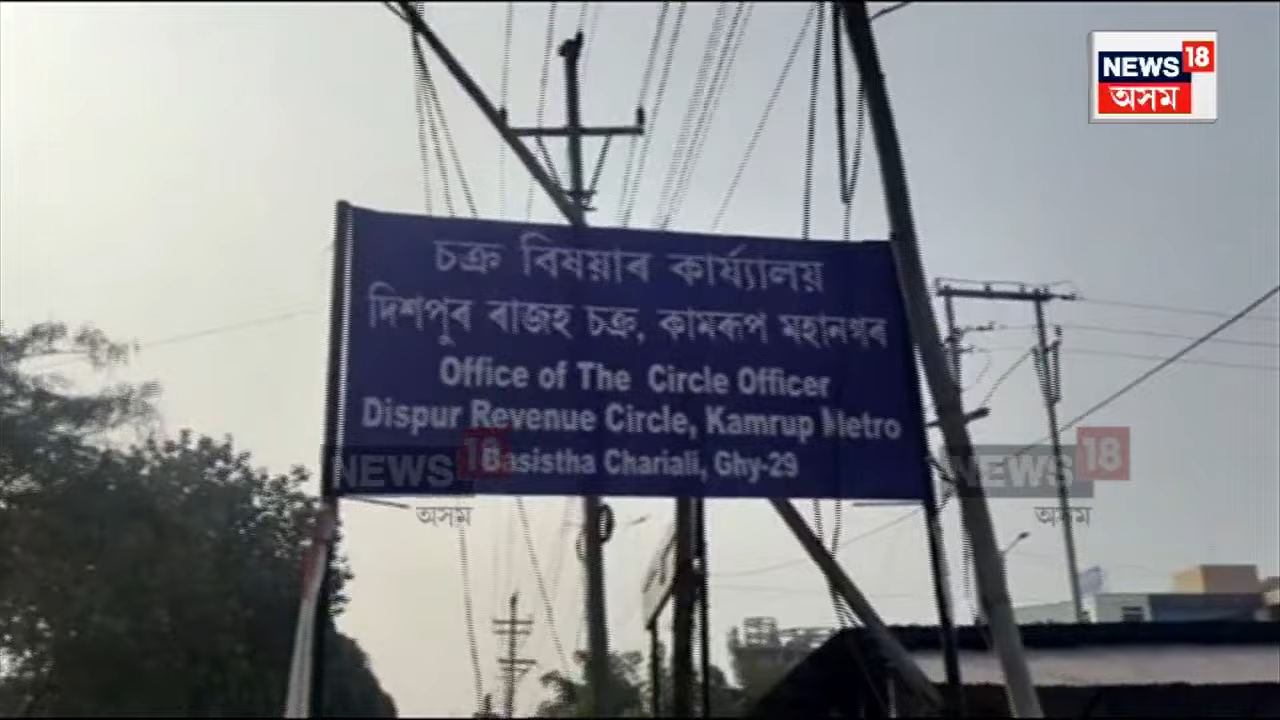 NEWS 18
অসম
চক্ৰ বিষয়াৰ কাৰ্য্যালয়
দিশপুৰ ৰাজহ চক্ৰ, কামৰূপ মহানগৰ
Office of The Circle Officer
Dispur Revenue Circle, Kamrup Metro
Basistha Chariali, Ghy-29
NEWS 18
অসম
NEWS 18
অসম